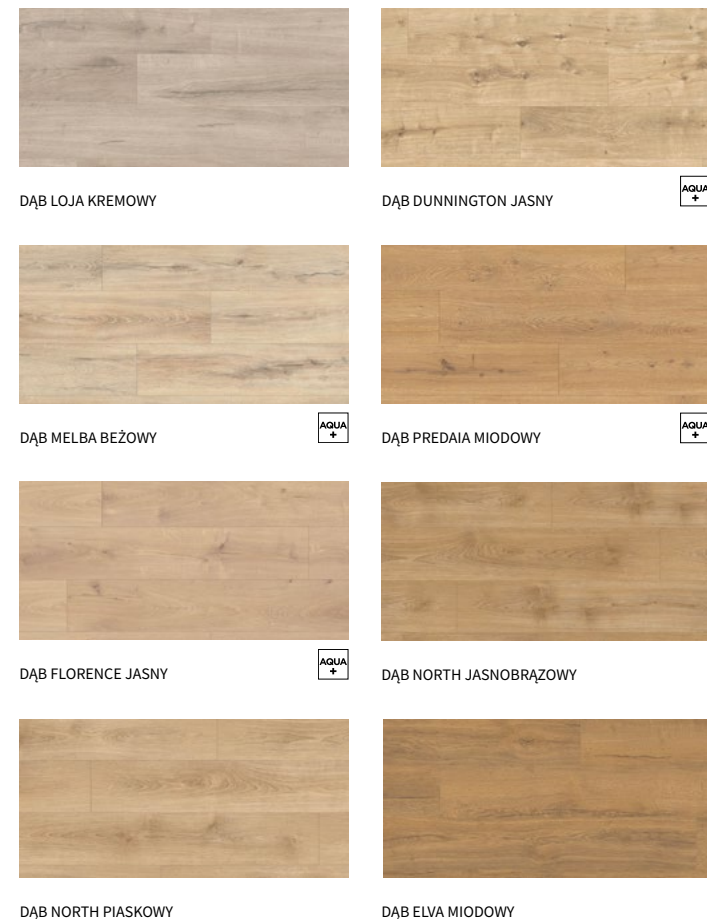 DĄB LOJA KREMOWY
DĄB DUNNINGTON JASNY
AQUA
+
DĄB MELBA BEŻOWY
AQUA
+
DĄB PREDAIA MIODOWY
AQUA
+
DĄB FLORENCE JASNY
AQUA
+
DĄB NORTH JASNOBRĄZOWY
DĄB NORTH PIASKOWY
DĄB ELVA MIODOWY